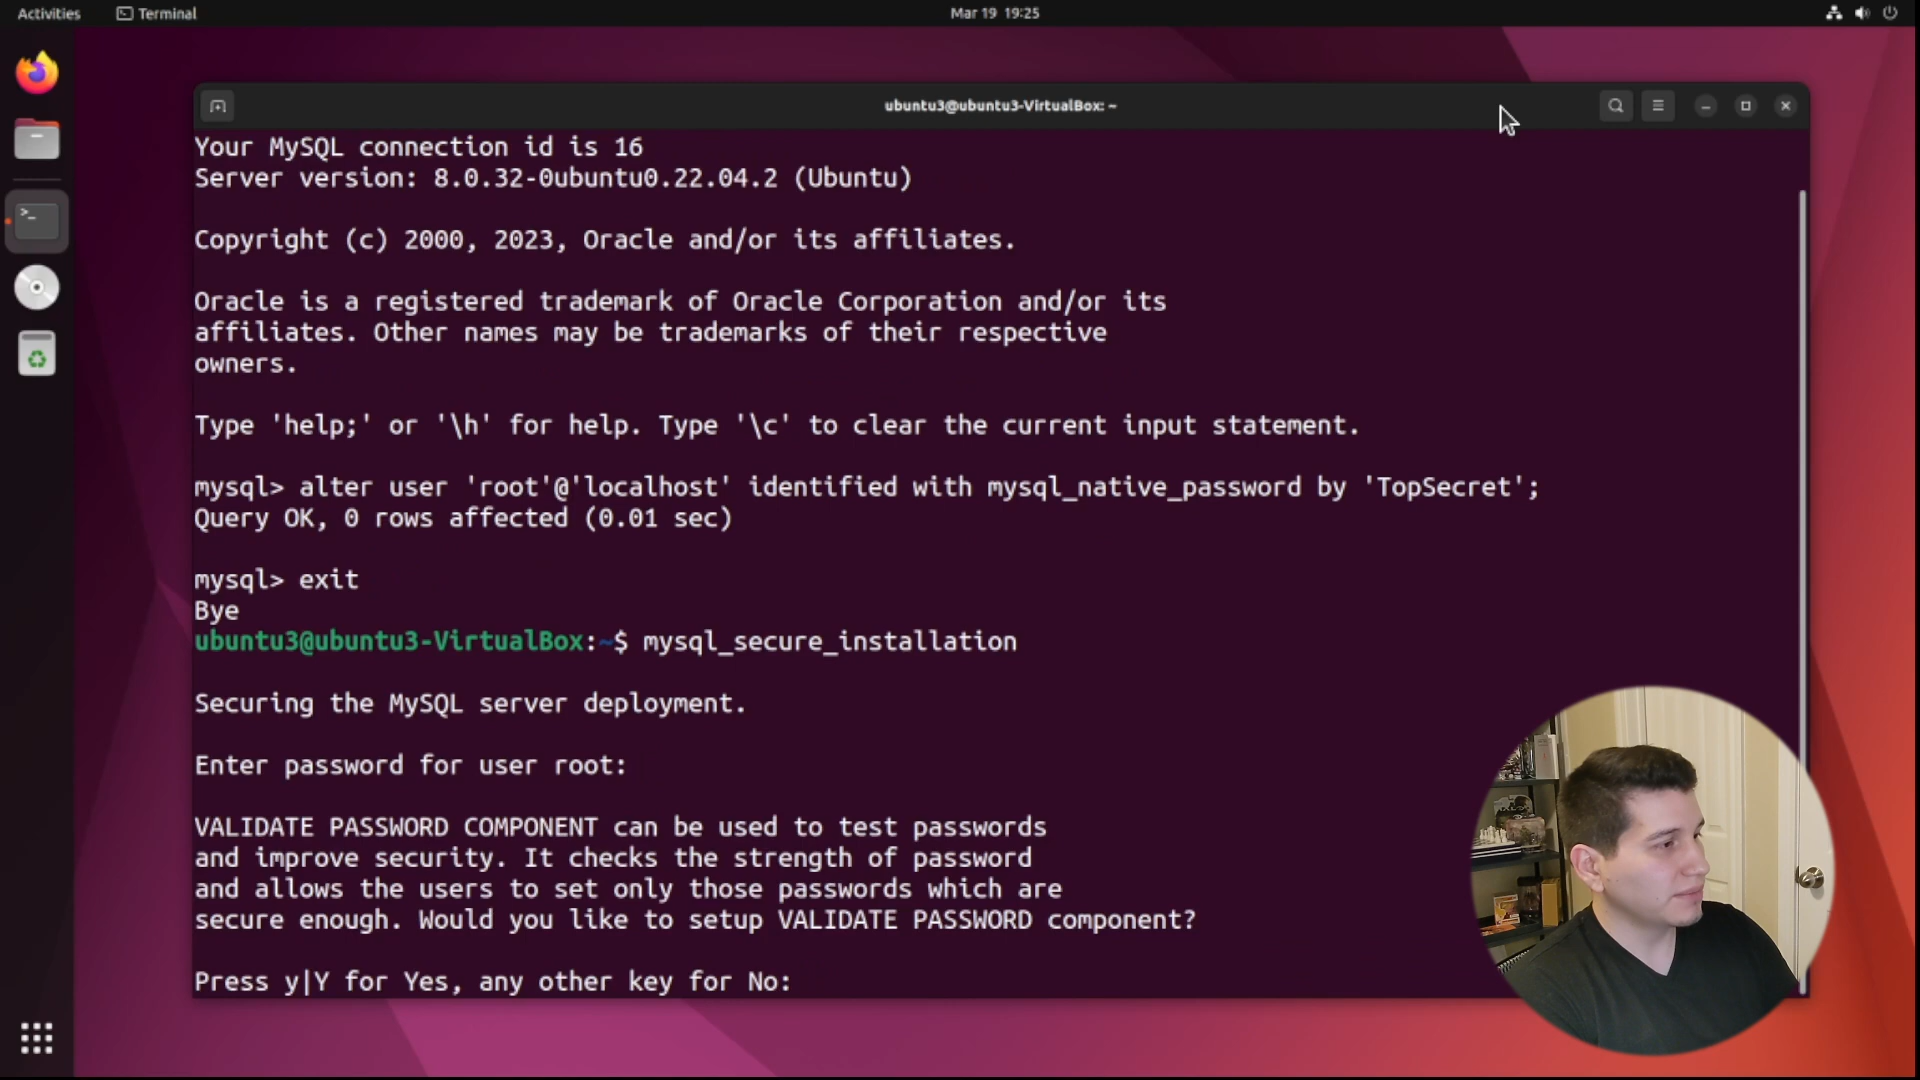 Activities Terminal Mar 19 19:25
ubuntu3@ubuntu3-VirtualBox: ~
Your MySQL connection id is 16
Server version: 8.0.32-0ubuntu0.22.04.2 (Ubuntu)
Copyright (c) 2000, 2023, Oracle and/or its affiliates.
Oracle is a registered trademark of Oracle Corporation and/or its
affiliates. Other names may be trademarks of their respective
owners.
Type 'help;' or '\h' for help. Type '\c' to clear the current input statement.
mysql> alter user 'root'@'localhost' identified with mysql_native_password by 'TopSecret';
Query OK, 0 rows affected (0.01 sec)
mysql> exit
Bye
ubuntu3@ubuntu3-VirtualBox:~$ mysql_secure_installation
Securing the MySQL server deployment.
Enter password for user root:
VALIDATE PASSWORD COMPONENT can be used to test passwords
and improve security. It checks the strength of password
and allows the users to set only those passwords which are
secure enough. Would you like to setup VALIDATE PASSWORD component?
Press y|Y for Yes, any other key for No: